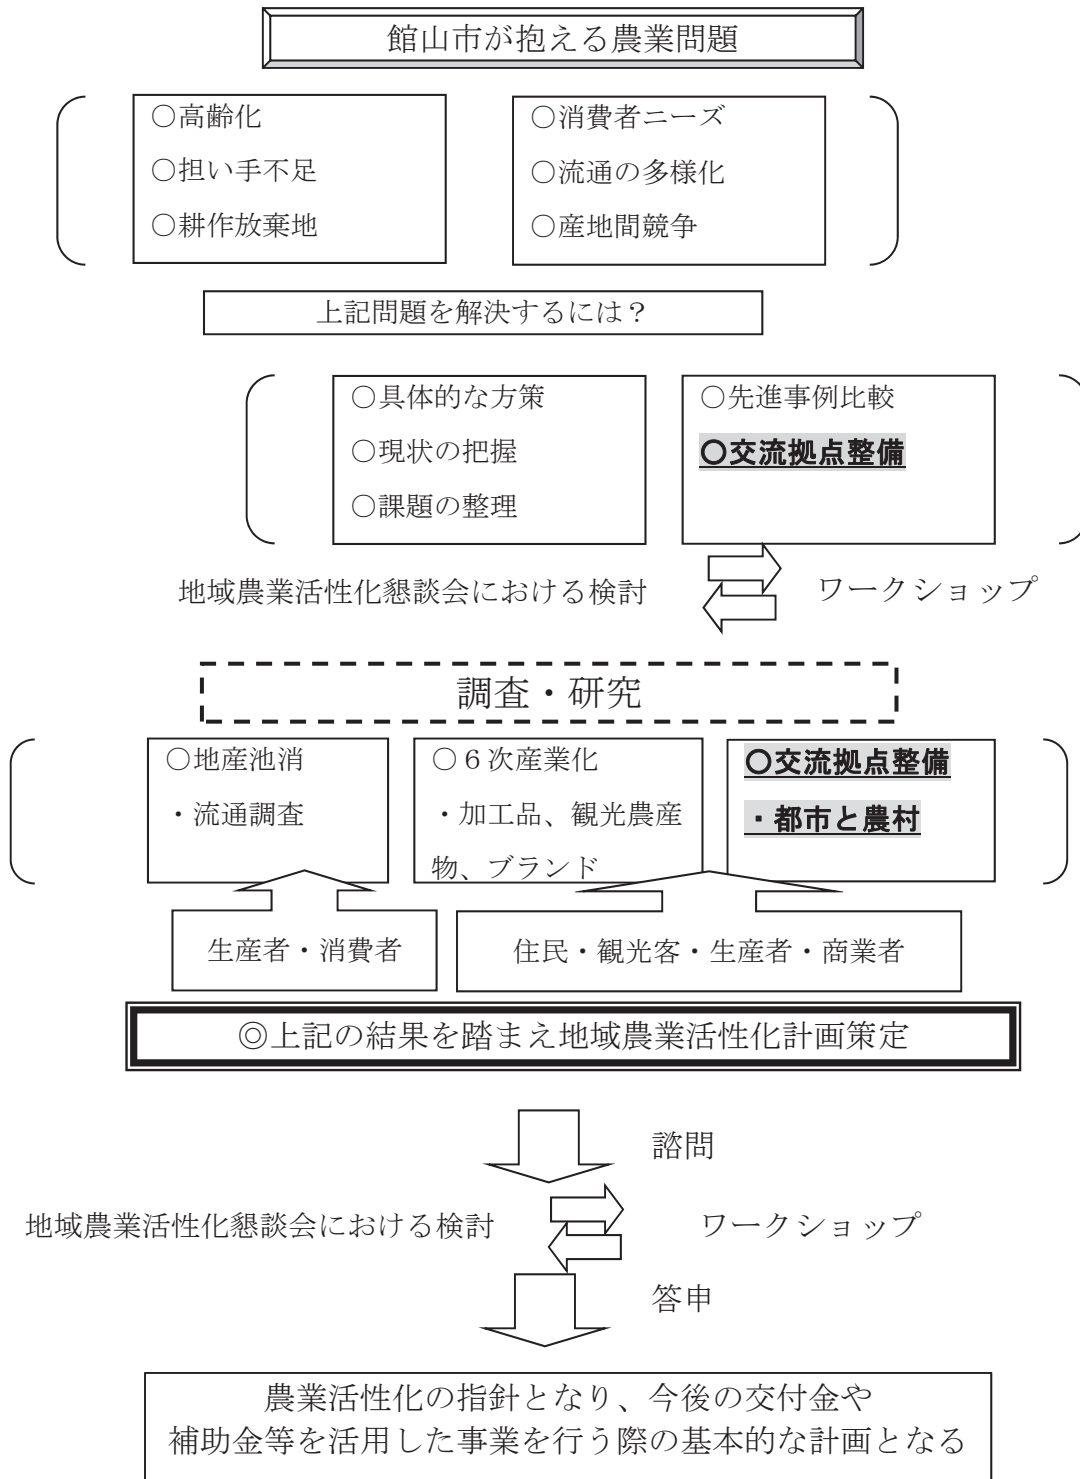 館山市が抱える農業問題
○高齢化
○担い手不足
○耕作放棄地
○消費者ニーズ
○流通の多様化
○産地間競争
上記問題を解決するには？
○具体的な方策
○現状の把握
○課題の整理
○先進事例比較
○交流拠点整備
地域農業活性化懇談会における検討
ワークショップ
調査・研究
○地産池消
・流通調査
○６次産業化
・加工品、観光農産
物、ブランド
○交流拠点整備
・都市と農村
生産者・消費者
住民・観光客・生産者・商業者
◎上記の結果を踏まえ地域農業活性化計画策定
諮問
地域農業活性化懇談会における検討
ワークショップ
答申
農業活性化の指針となり、今後の交付金や
補助金等を活用した事業を行う際の基本的な計画となる